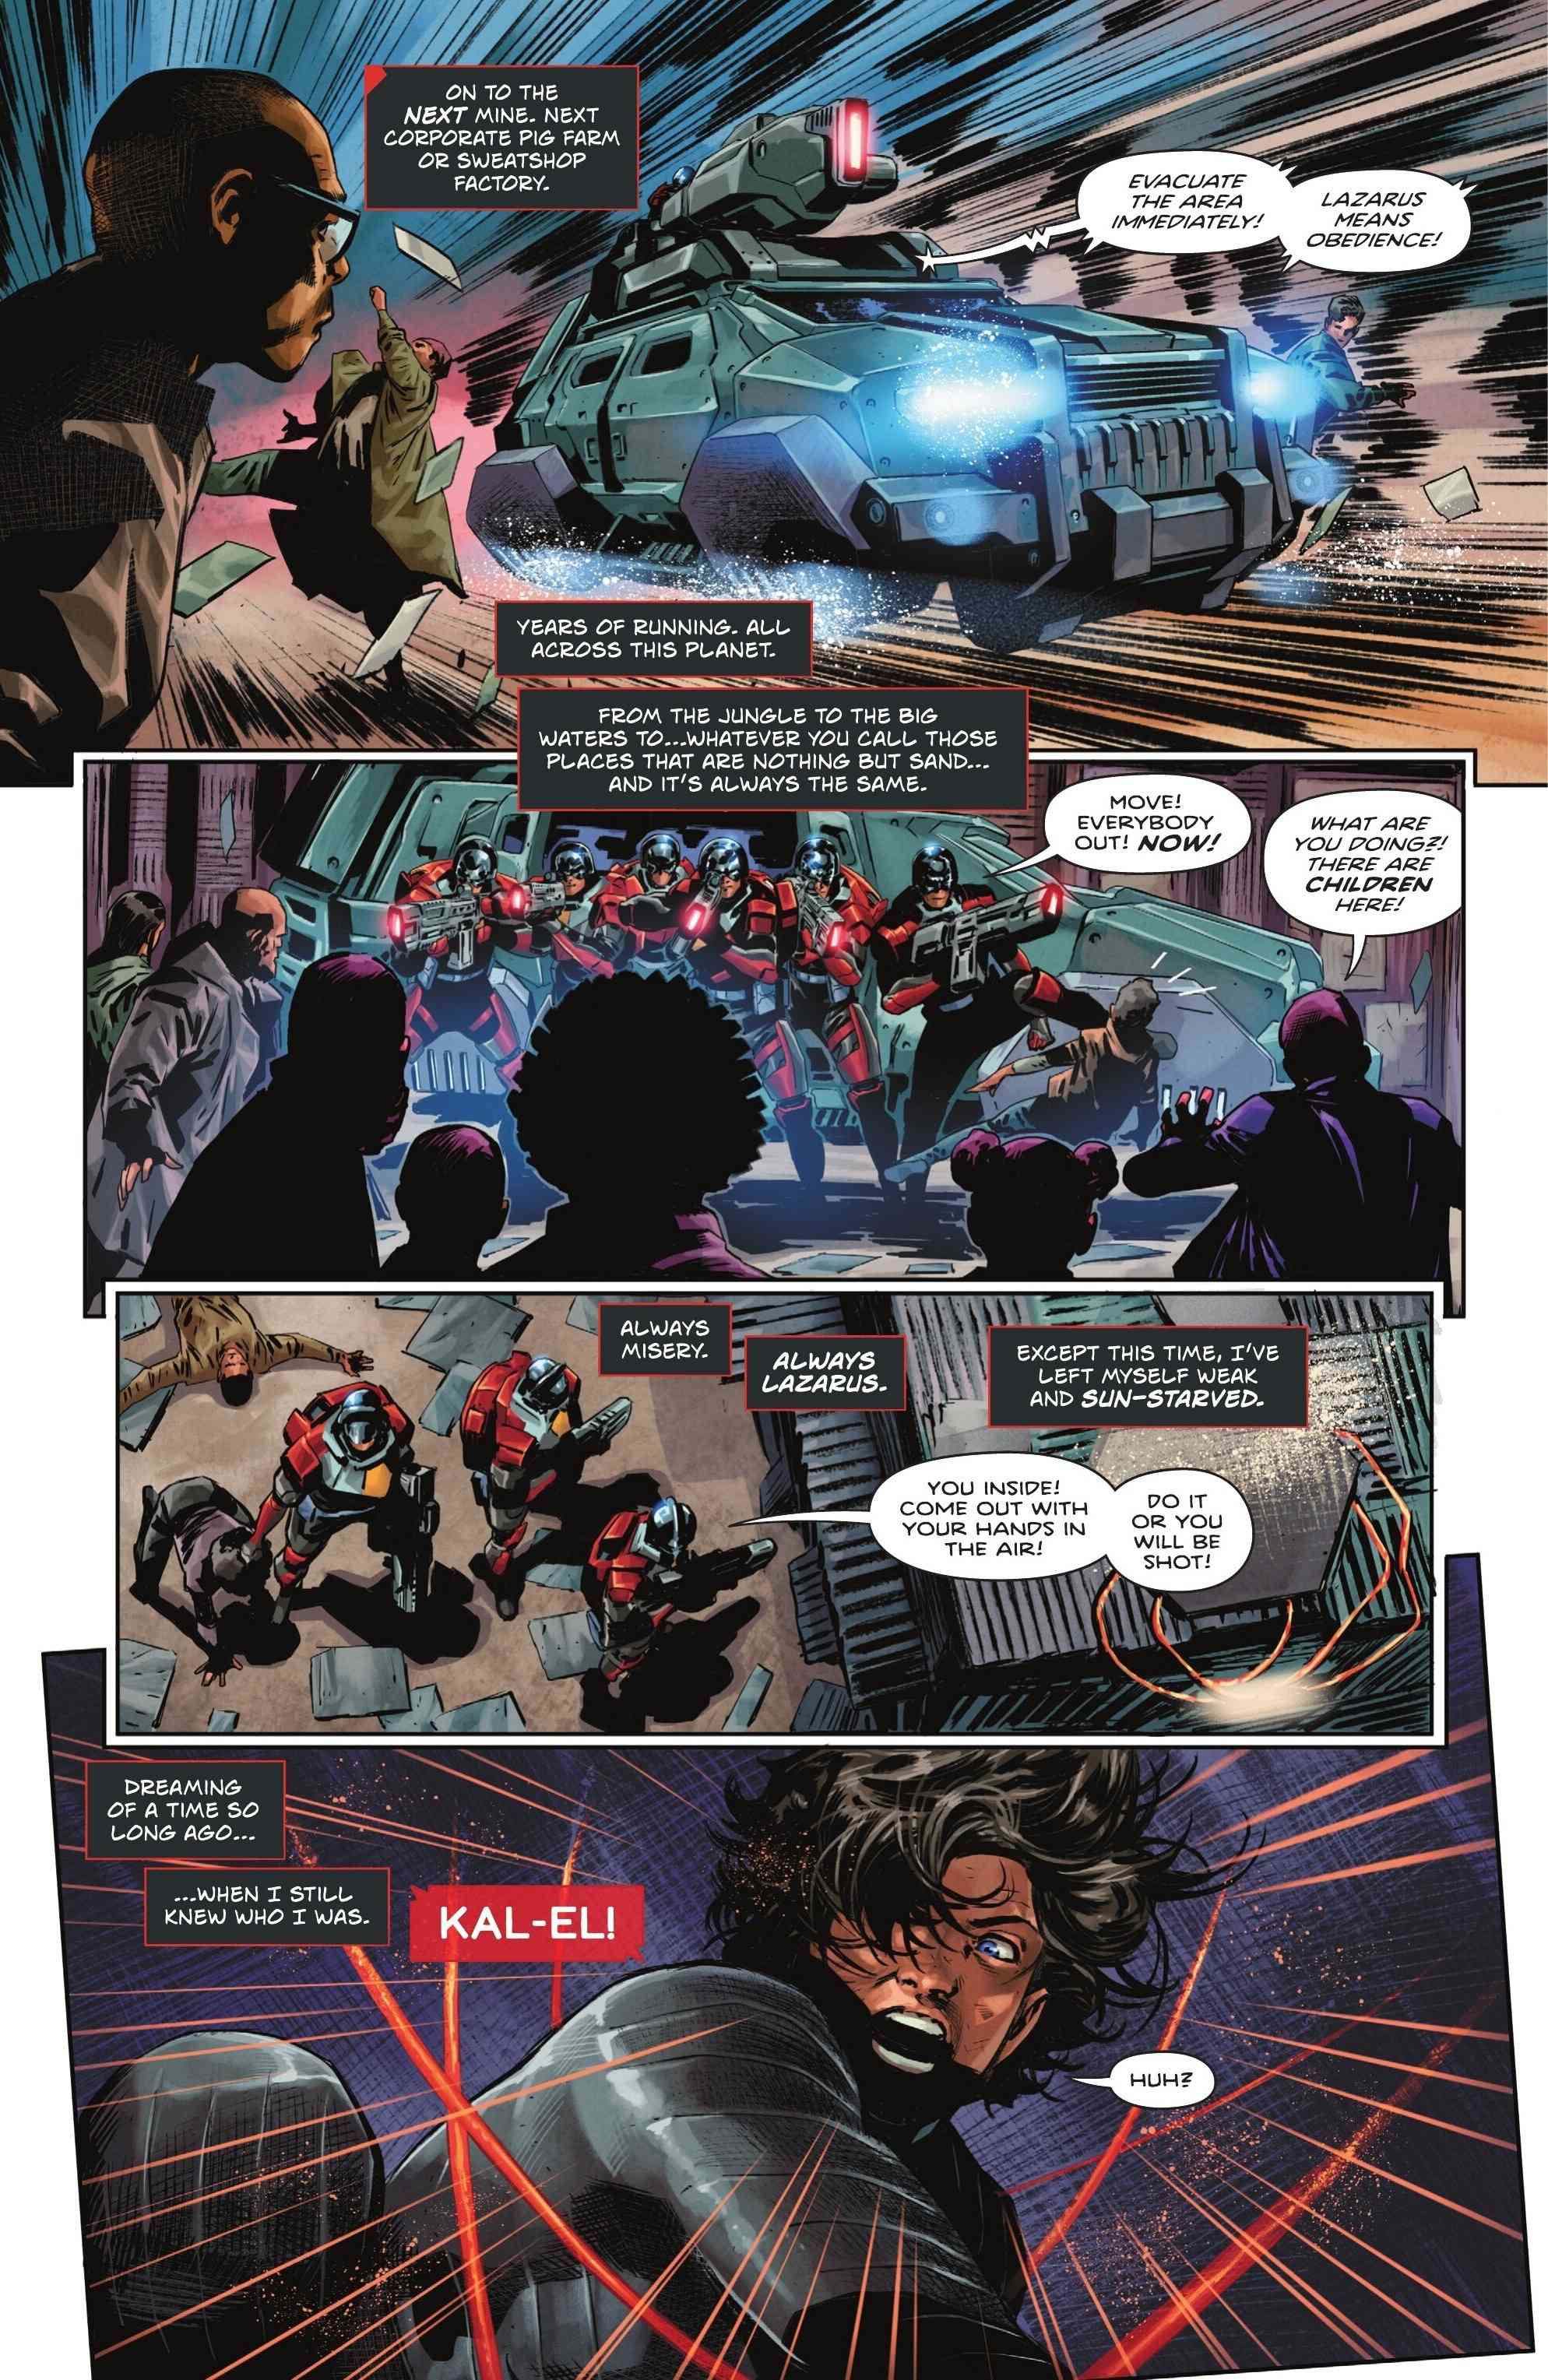 ON TO THE
NEXT MINE. NEXT
CORPORATE PIG FARM
OR SWEATSHOP
FACTORY.
EVACUATE
THE AREA
IMMEDIATELY!
LAZARUS
MEANS
OBEDIENCE!
YEARS OF RUNNING. ALL
ACROSS THIS PLANET.
FROM THE JUNGLE TO THE BIG
WATERS TO...WHATEVER YOU CALL THOSE
PLACES THAT ARE NOTHING BUT SAND...
AND IT'S ALWAYS THE SAME.
MOVE!
EVERYBODY
OUT! NOW!
WHAT ARE
YOU DOING?!
THERE ARE
CHILDREN
HERE!
ALWAYS
MISERY.
ALWAYS
LAZARUS.
EXCEPT THIS TIME, I'VE
LEFT MYSELF WEAK
AND SUN-STARVED.
YOU INSIDE!
COME OUT WITH
YOUR HANDS IN
THE AIR!
DO IT
OR YOU
WILL BE
SHOT!
DREAMING
OF A TIME SO
LONG AGO...
...WHEN I STILL
KNEW WHO I WAS.
KAL-EL!
HUH?